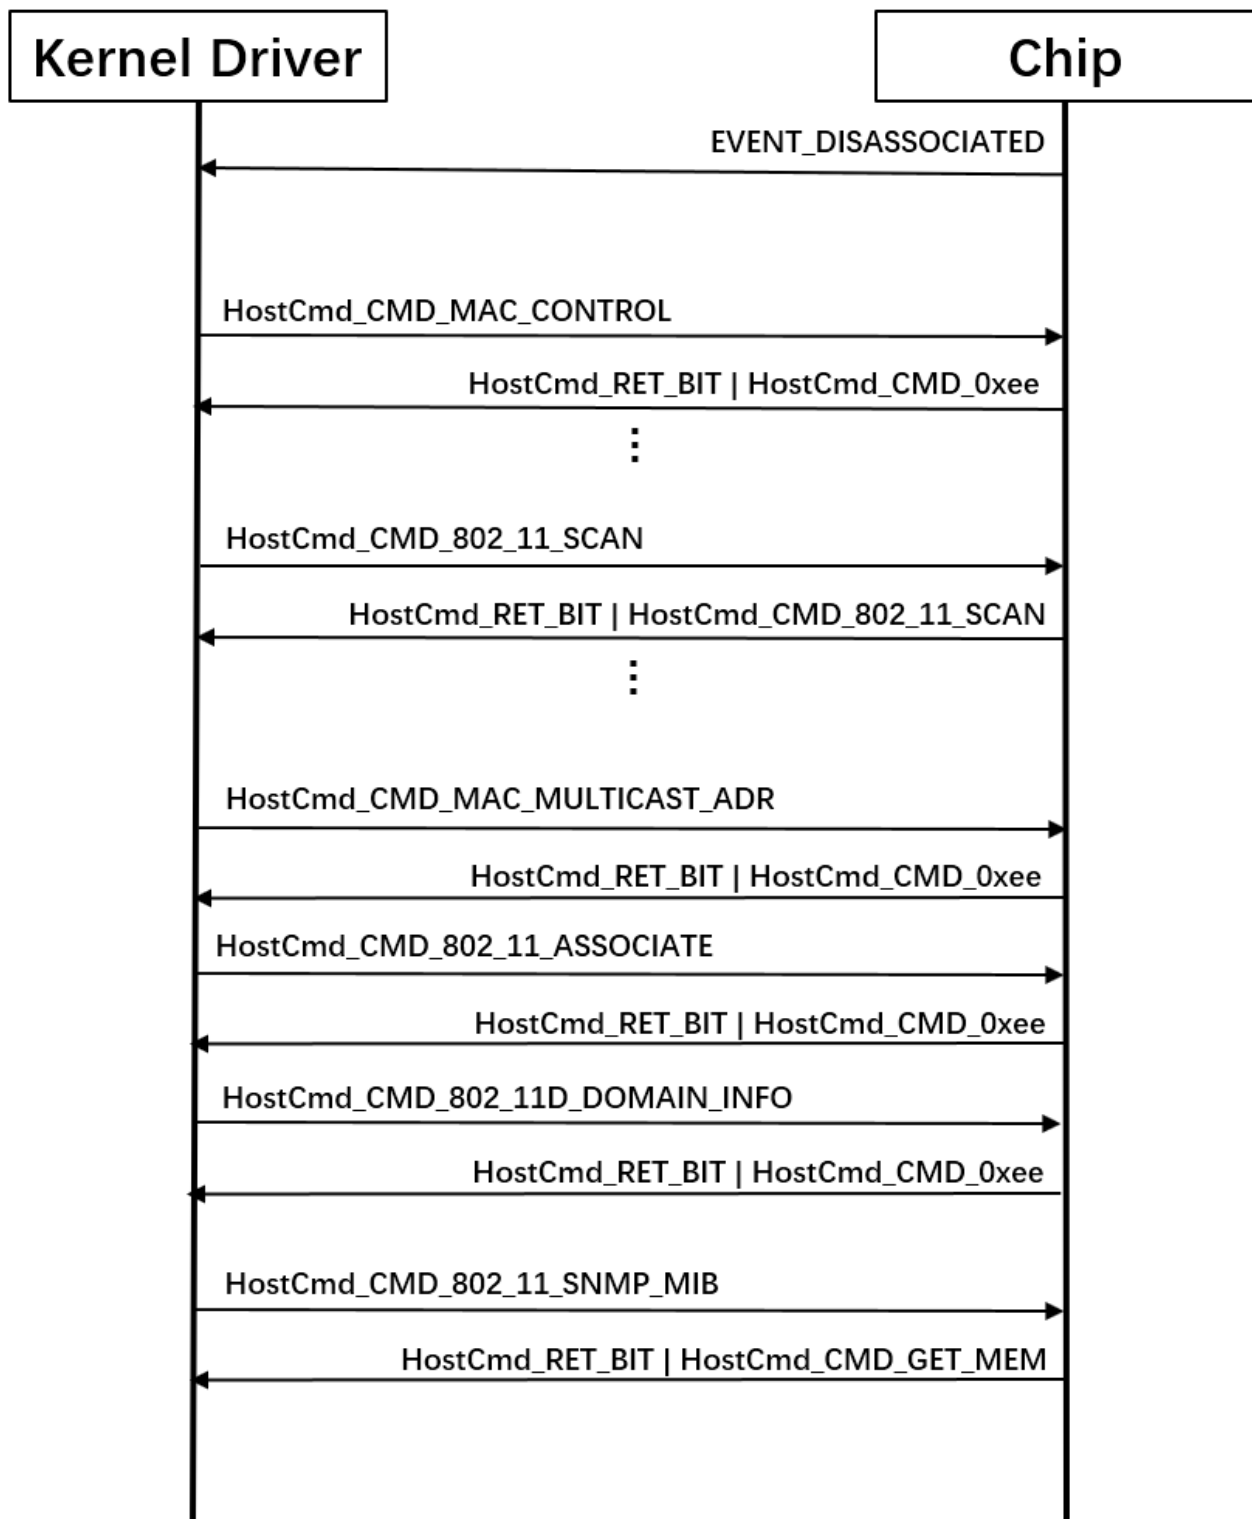 Kernel Driver
Chip
EVENT_DISASSOCIATED
HostCmd_CMD_MAC_CONTROL
HostCmd_RET_BIT | HostCmd_CMD_0xee
⋮
HostCmd_CMD_802_11_SCAN
HostCmd_RET_BIT | HostCmd_CMD_802_11_SCAN
⋮
HostCmd_CMD_MAC_MULTICAST_ADR
HostCmd_RET_BIT | HostCmd_CMD_0xee
HostCmd_CMD_802_11_ASSOCIATE
HostCmd_RET_BIT | HostCmd_CMD_0xee
HostCmd_CMD_802_11D_DOMAIN_INFO
HostCmd_RET_BIT | HostCmd_CMD_0xee
HostCmd_CMD_802_11_SNMP_MIB
HostCmd_RET_BIT | HostCmd_CMD_GET_MEM